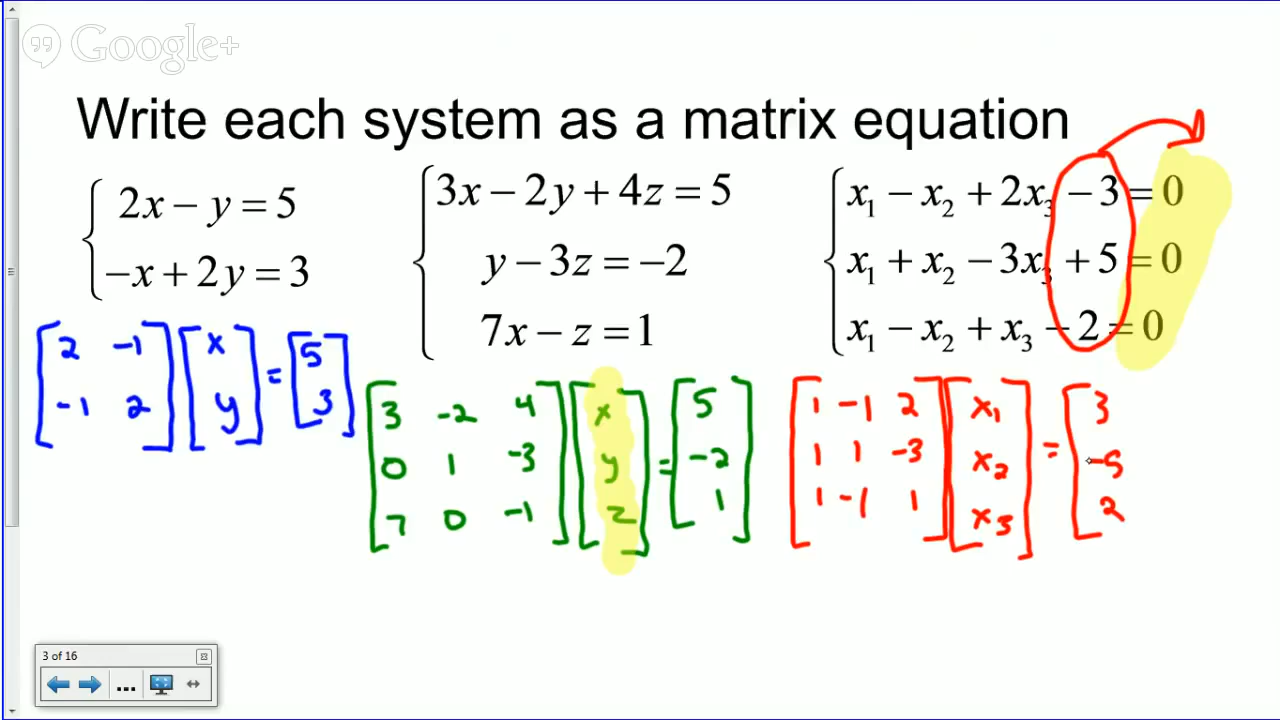 Google+
Write each system as a matrix equation
2x − y = 5
−x + 2y = 3
3x − 2y + 4z = 5
y − 3z = −2
7x − z = 1
x₁ − x₂ + 2x₃ − 3 = 0
x₁ + x₂ − 3x₃ + 5 = 0
x₁ − x₂ + x₃ − 2 = 0
[2 -1] [x] = [5]
[-1 2] [y] [3]
[3 -2 4] [x] = [5]
[0 1 -3] [y] [-2]
[7 0 -1] [z] [1]
[1 -1 2] [x₁] = [3]
[1 1 -3] [x₂] [-5]
[1 -1 1] [x₃] [2]
3 of 16
...